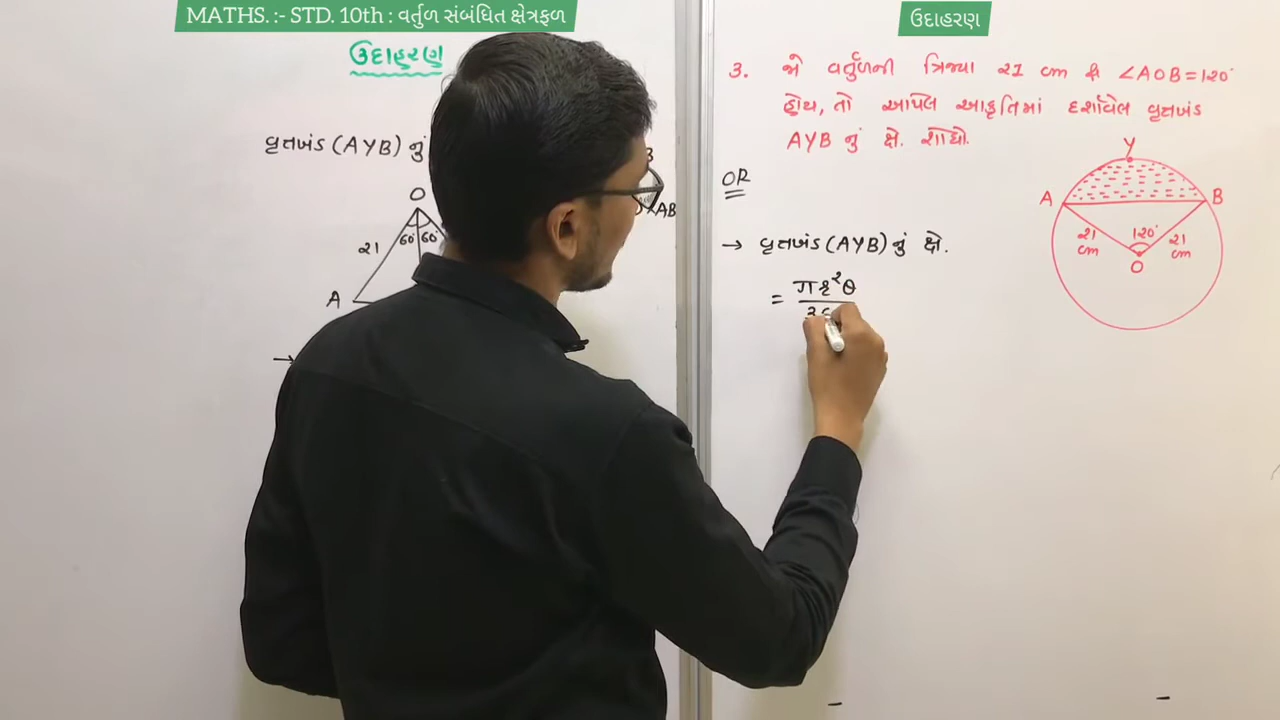 MATHS. :- STD. 10th : વર્તુળ સંબંધિત ક્ષેત્રફળ
ઉદાહરણ
ઉદાહરણ
વૃત્તખંડ (AYB) નું
O
21
60° 60°
A
→
B
AB
3. જો વર્તુળની ત્રિજ્યા 21 cm & ∠AOB = 120°
હોય, તો આપેલ આકૃતિમાં દર્શાવેલ વૃત્તખંડ
AYB નું ક્ષે. શોધો.
Y
A B
21 cm 120° 21 cm
O
OR
→ વૃત્તખંડ (AYB) નું ક્ષે.
= πr²θ